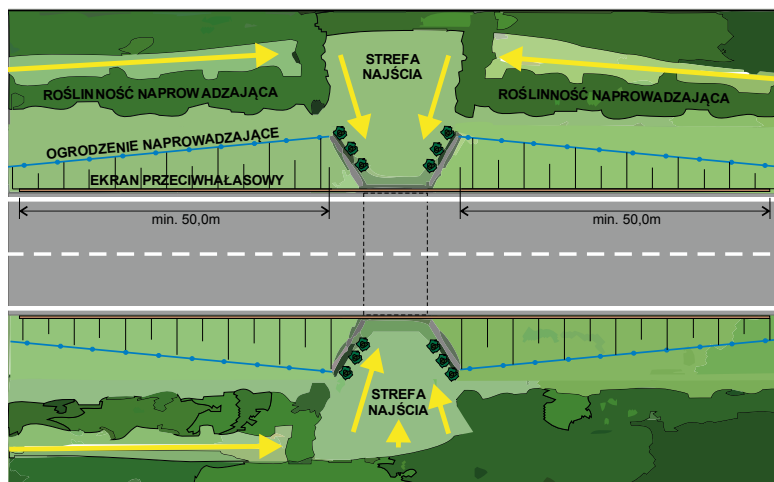 STREFA
NAJŚCIA
ROŚLINNOŚĆ NAPROWADZAJĄCA
ROŚLINNOŚĆ NAPROWADZAJĄCA
OGRODZENIE NAPROWADZAJĄCE
EKRAN PRZECIWHAŁASOWY
min. 50,0m
min. 50,0m
STREFA
NAJŚCIA